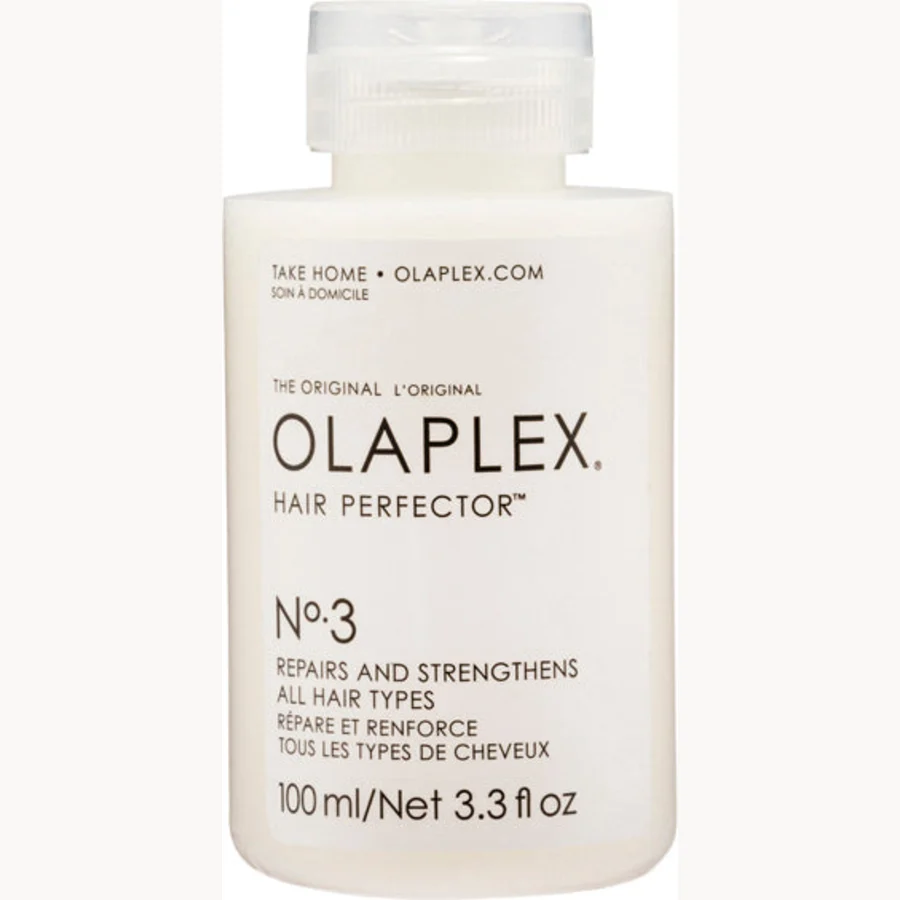 TAKE HOME • OLAPLEX.COM
SOIN À DOMICILE
THE ORIGINAL L'ORIGINAL
OLAPLEX®
HAIR PERFECTOR™
Nº.3
REPAIRS AND STRENGTHENS
ALL HAIR TYPES
RÉPARE ET RENFORCE
TOUS LES TYPES DE CHEVEUX
100 ml/Net 3.3 fl oz